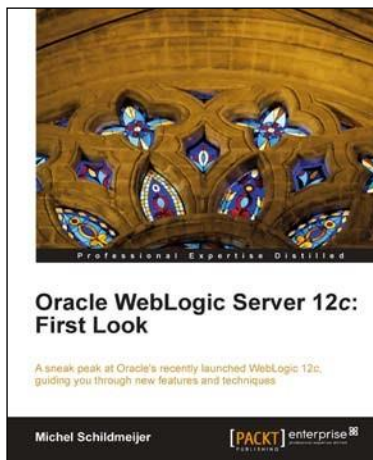 Professional Expertise Distilled
Oracle WebLogic Server 12c:
First Look
A sneak peak at Oracle's recently launched WebLogic 12c,
guiding you through new features and techniques
Michel Schildmeijer
[PACKT] enterprise
PUBLISHING